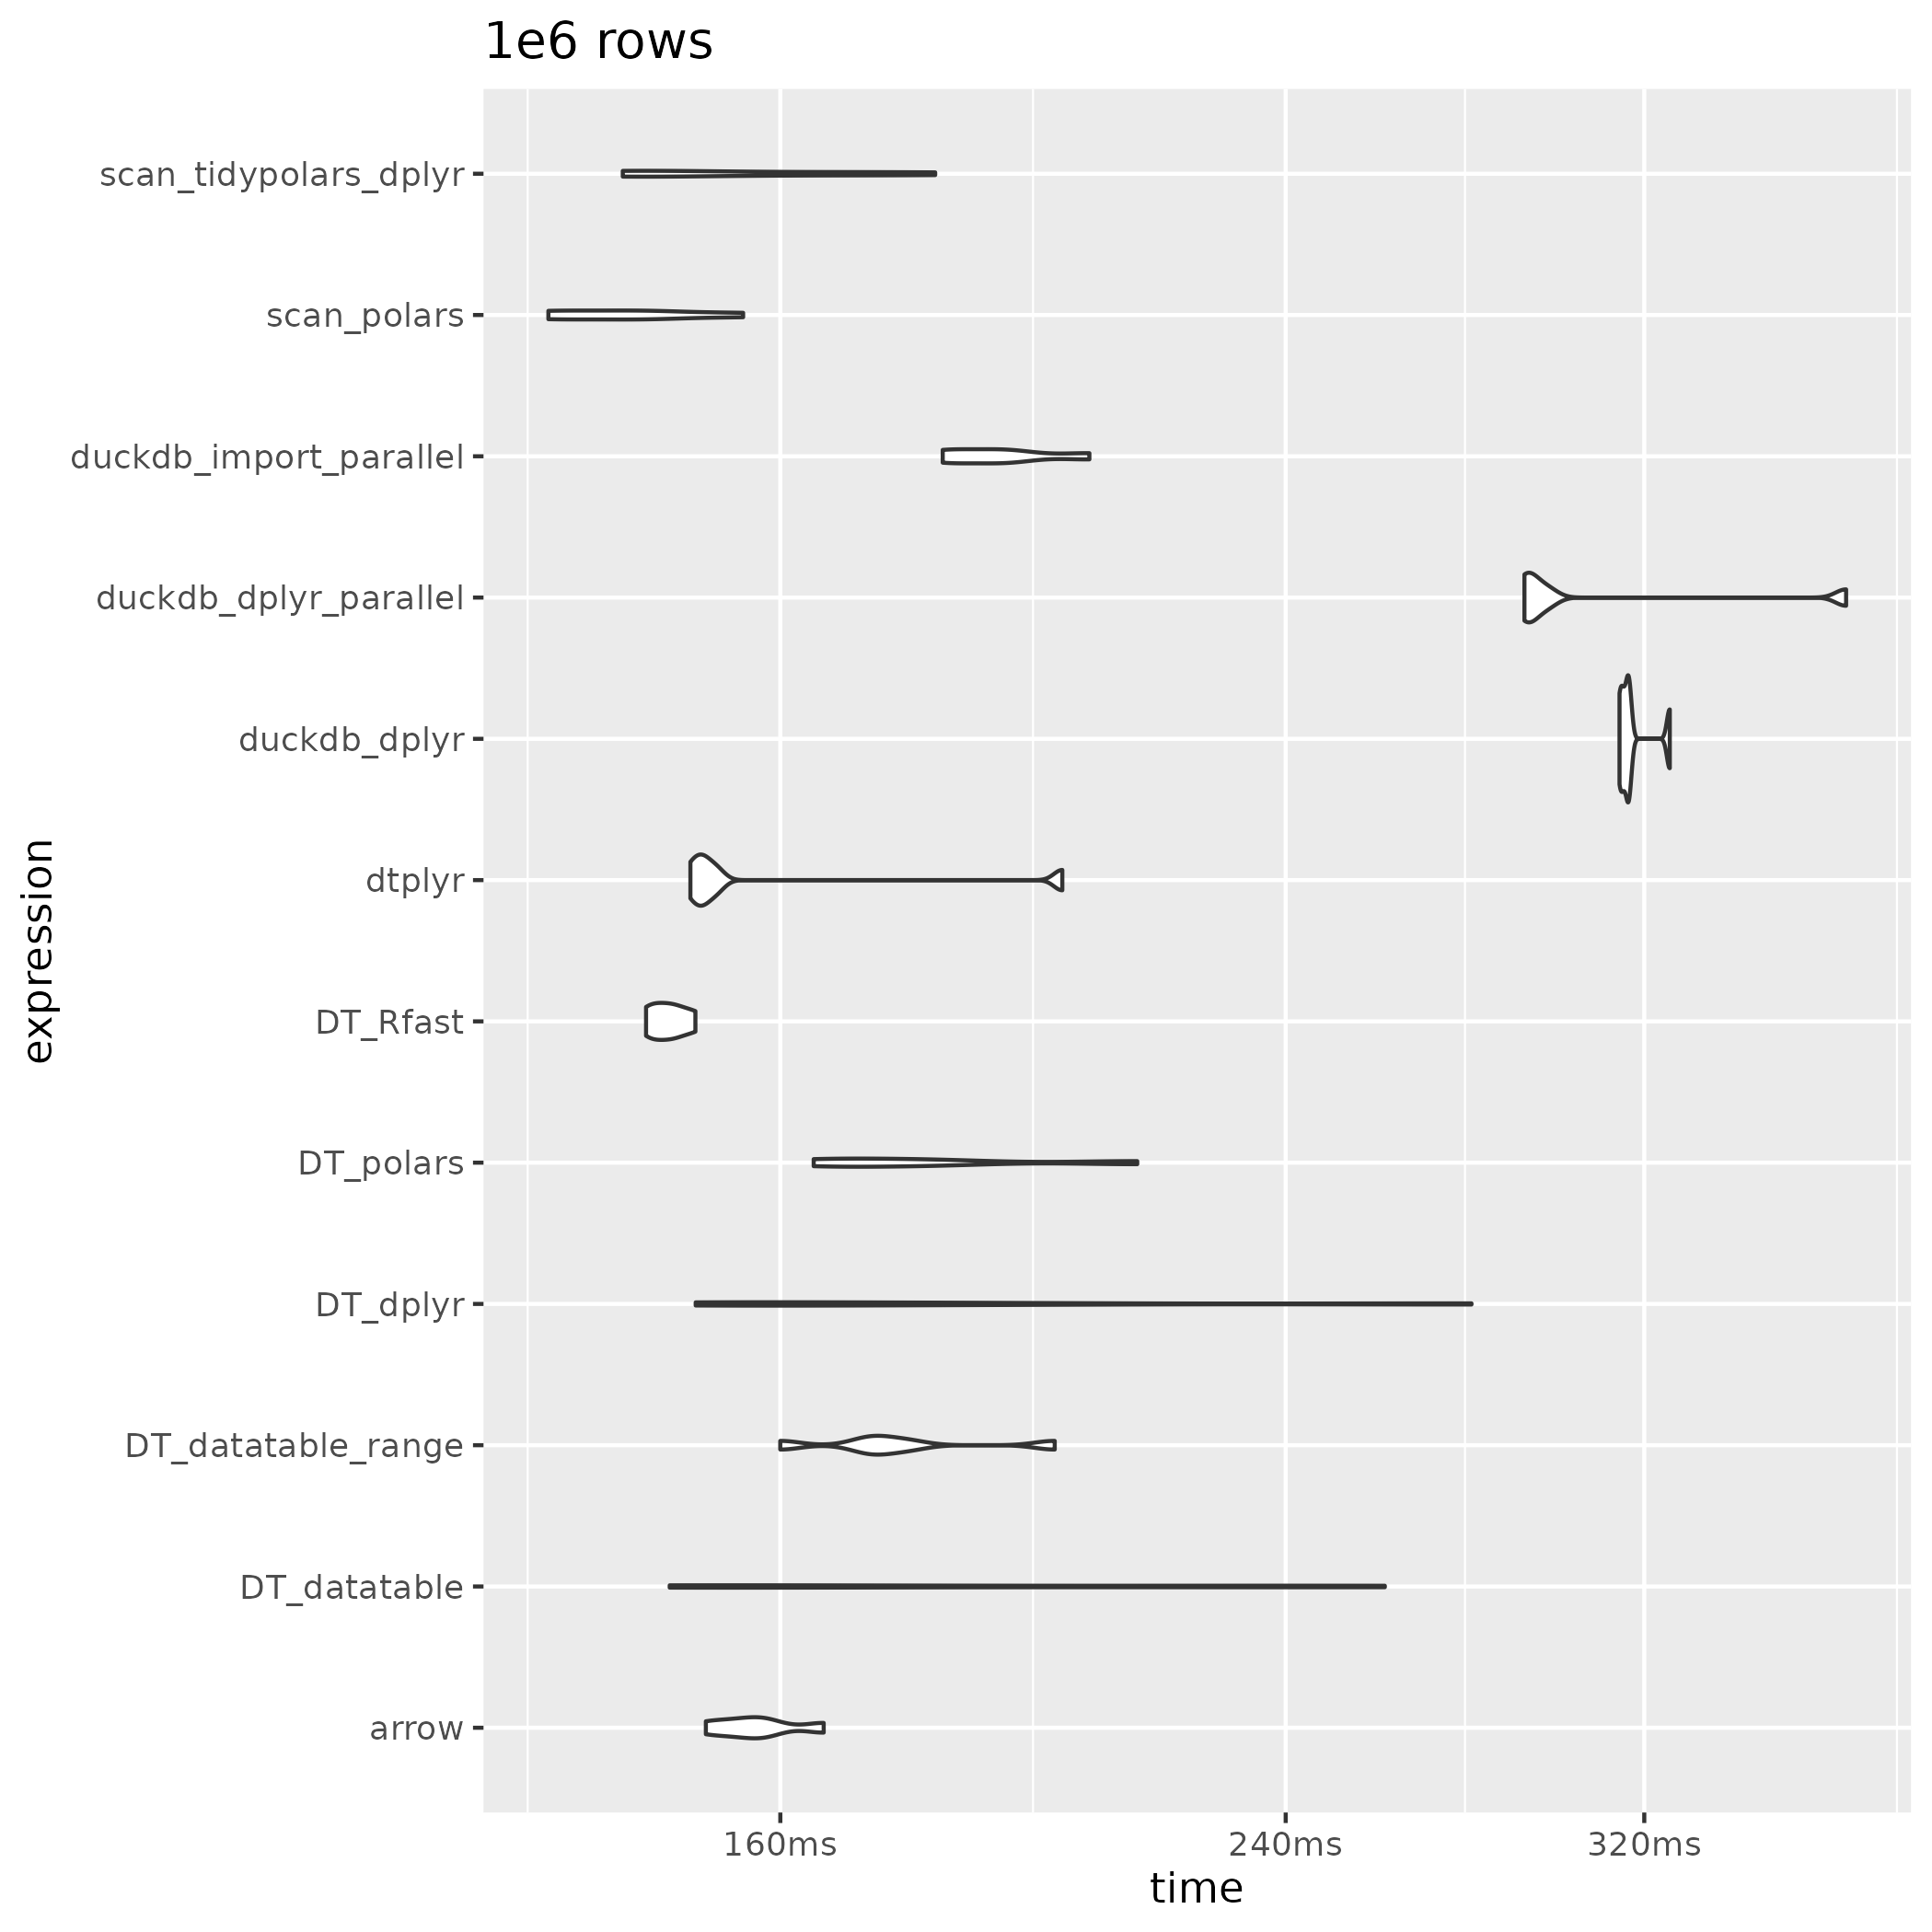 1e6 rows
scan_tidypolars_dplyr
scan_polars
duckdb_import_parallel
duckdb_dplyr_parallel
duckdb_dplyr
dtplyr
DT_Rfast
DT_polars
DT_dplyr
DT_datatable_range
DT_datatable
arrow
expression
160ms 240ms 320ms
time